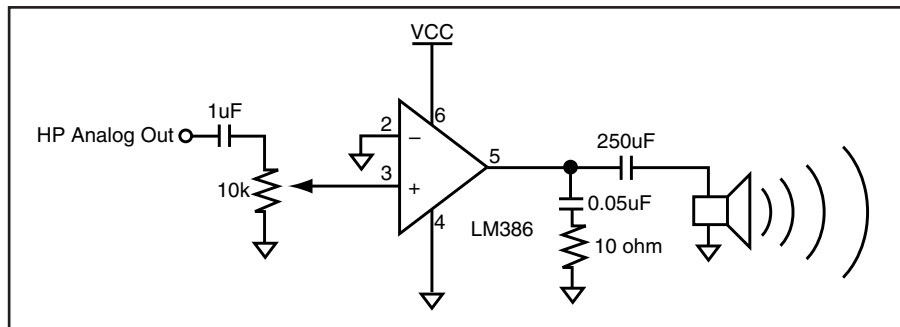 VCC
1uF
HP Analog Out
10k
2
3
6
–
+
4
5
LM386
250uF
0.05uF
10 ohm